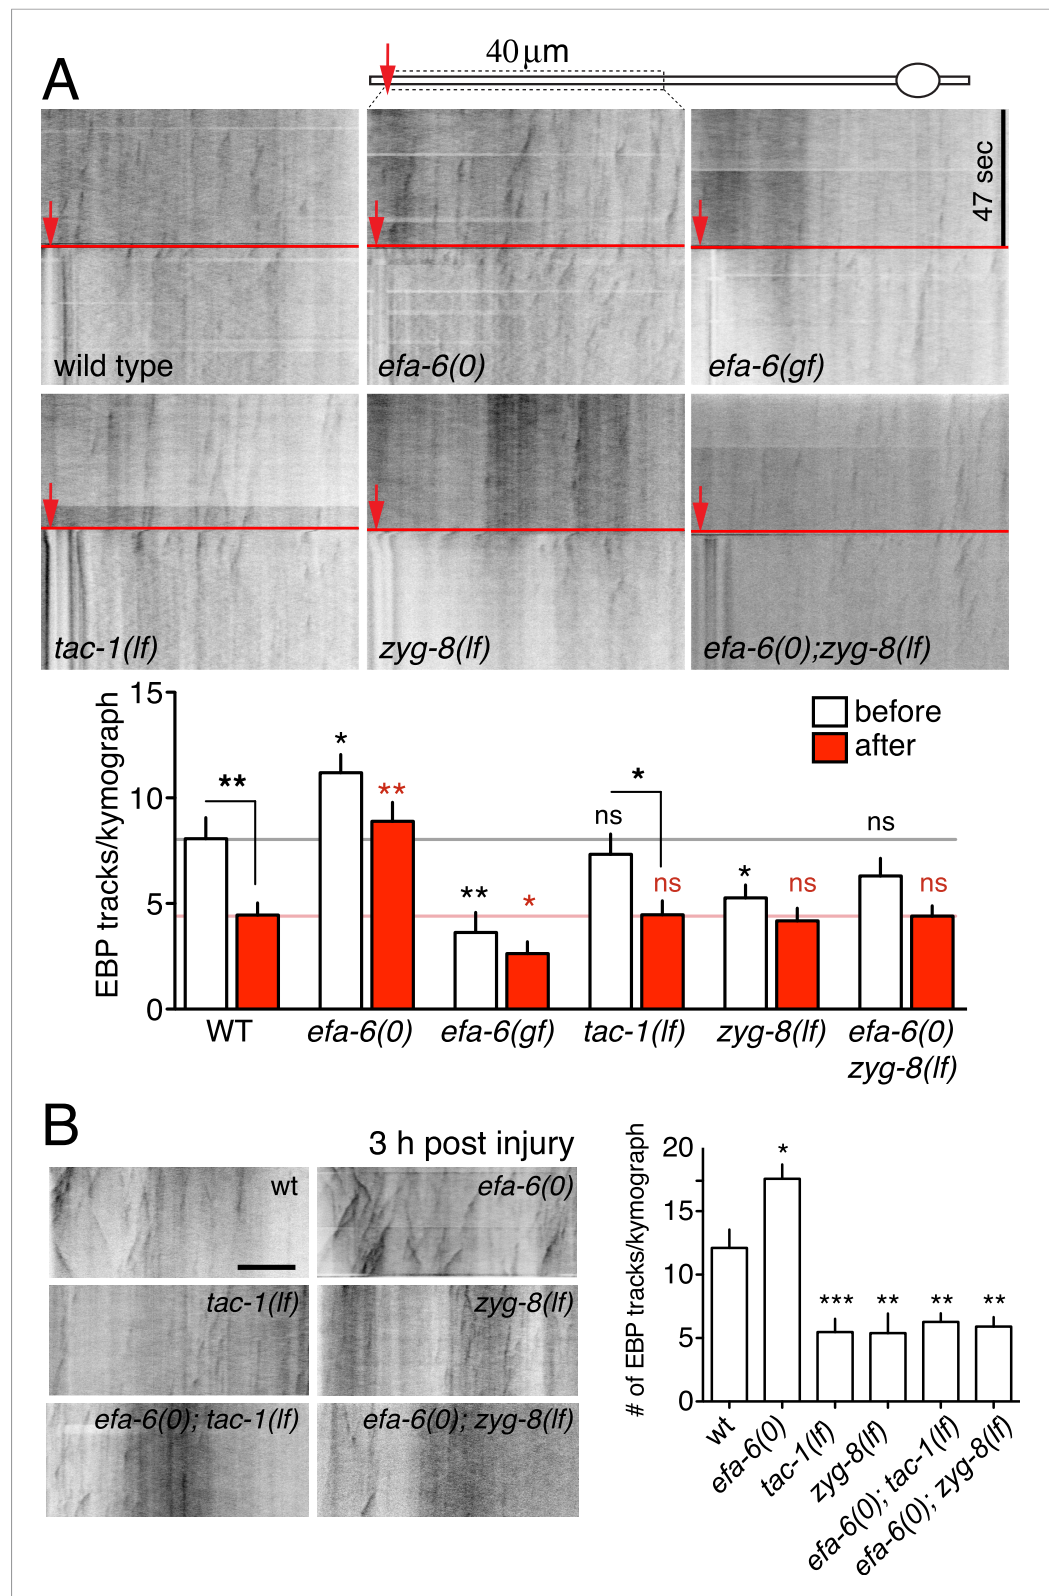 A
40 μm
47 sec
wild type
efa-6(0)
efa-6(gf)
tac-1(lf)
zyg-8(lf)
efa-6(0);zyg-8(lf)
EBP tracks/kymograph
15
10
5
0
before
after
**
*
**
**
*
ns
*
ns
*
ns
ns
ns
WT
efa-6(0)
efa-6(gf)
tac-1(lf)
zyg-8(lf)
efa-6(0)
zyg-8(lf)
B
3 h post injury
wt
efa-6(0)
tac-1(lf)
zyg-8(lf)
efa-6(0); tac-1(lf)
efa-6(0); zyg-8(lf)
# of EBP tracks/kymograph
20
15
10
5
0
*
***
**
**
**
wt
efa-6(0)
tac-1(lf)
zyg-8(lf)
efa-6(0); tac-1(lf)
efa-6(0); zyg-8(lf)